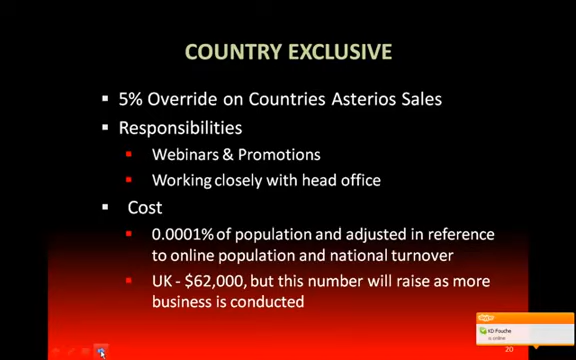 COUNTRY EXCLUSIVE
5% Override on Countries Asterios Sales
Responsibilities
Webinars & Promotions
Working closely with head office
Cost
0.0001% of population and adjusted in reference
to online population and national turnover
UK - $62,000, but this number will raise as more
business is conducted
KD Fouche
is online
20